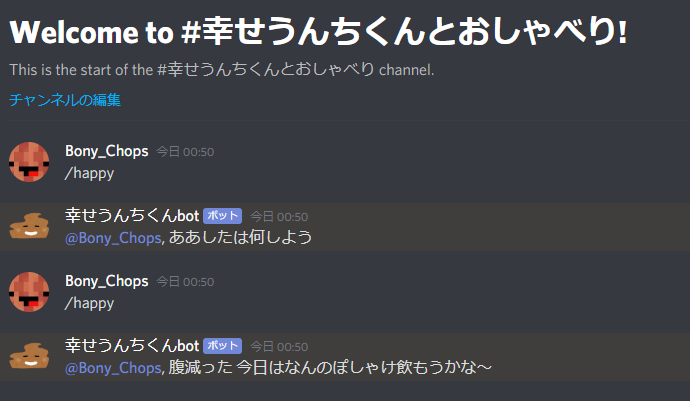 Welcome to #幸せうんちくんとおしゃべり!
This is the start of the #幸せうんちくんとおしゃべり channel.
チャンネルの編集
Bony_Chops 今日 00:50
/happy
幸せうんちくんbot ボット 今日 00:50
@Bony_Chops, ああしたは何しよう
Bony_Chops 今日 00:50
/happy
幸せうんちくんbot ボット 今日 00:50
@Bony_Chops, 腹減った 今日はなんのぽしゃけ飲もうかな～